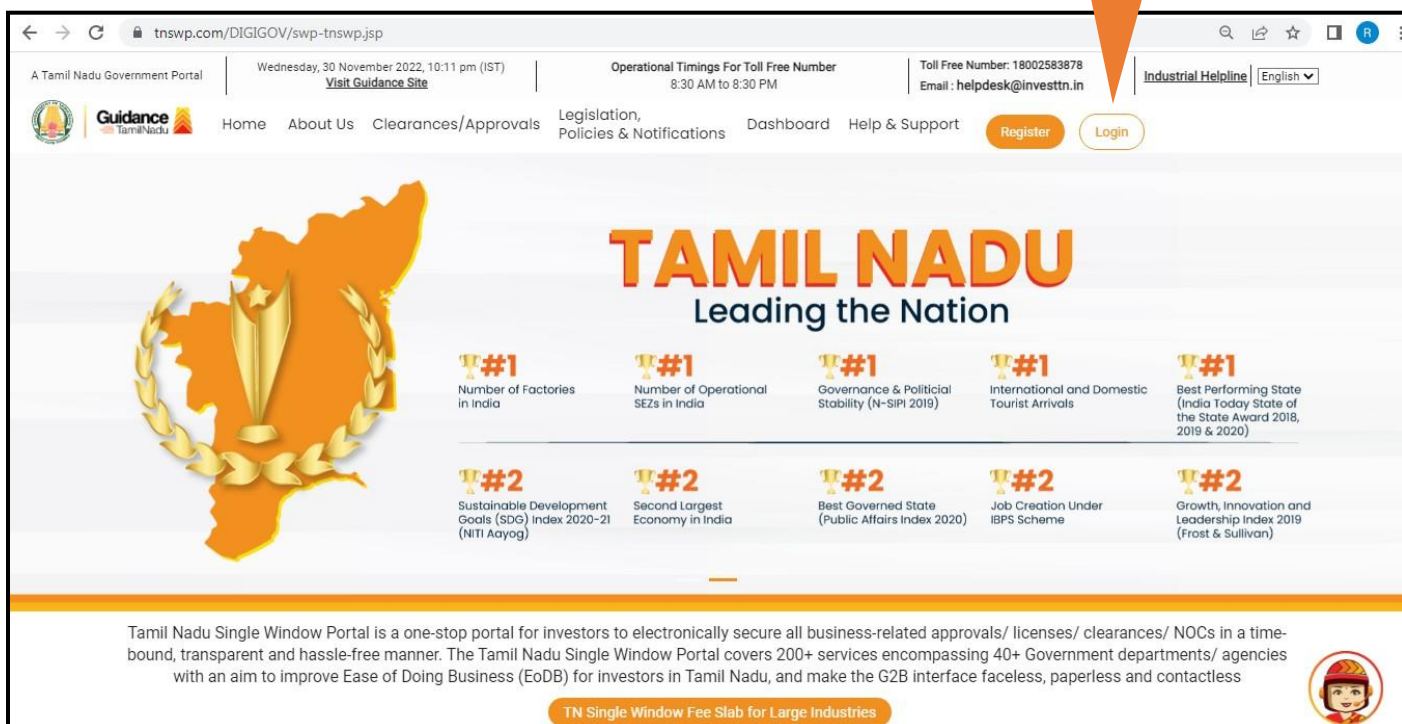 tnswp.com/DIGIGOV/swp-tnswp.jsp
R
A Tamil Nadu Government Portal
Wednesday, 30 November 2022, 10:11 pm (IST)
Visit Guidance Site
Operational Timings For Toll Free Number
8:30 AM to 8:30 PM
Toll Free Number: 18002583878
Email : helpdesk@investtn.in
Industrial Helpline
English
Guidance
TamilNadu
Home
About Us
Clearances/Approvals
Legislation,
Policies & Notifications
Dashboard
Help & Support
Register
Login
TAMIL NADU
Leading the Nation
#1
Number of Factories
in India
#1
Number of Operational
SEZs in India
#1
Governance & Politicial
Stability (N-SIPI 2019)
#1
International and Domestic
Tourist Arrivals
#1
Best Performing State
(India Today State of
the State Award 2018,
2019 & 2020)
#2
Sustainable Development
Goals (SDG) Index 2020-21
(NITI Aayog)
#2
Second Largest
Economy in India
#2
Best Governed State
(Public Affairs Index 2020)
#2
Job Creation Under
IBPS Scheme
#2
Growth, Innovation and
Leadership Index 2019
(Frost & Sullivan)
Tamil Nadu Single Window Portal is a one-stop portal for investors to electronically secure all business-related approvals/ licenses/ clearances/ NOCs in a time-
bound, transparent and hassle-free manner. The Tamil Nadu Single Window Portal covers 200+ services encompassing 40+ Government departments/ agencies
with an aim to improve Ease of Doing Business (EoDB) for investors in Tamil Nadu, and make the G2B interface faceless, paperless and contactless
TN Single Window Fee Slab for Large Industries